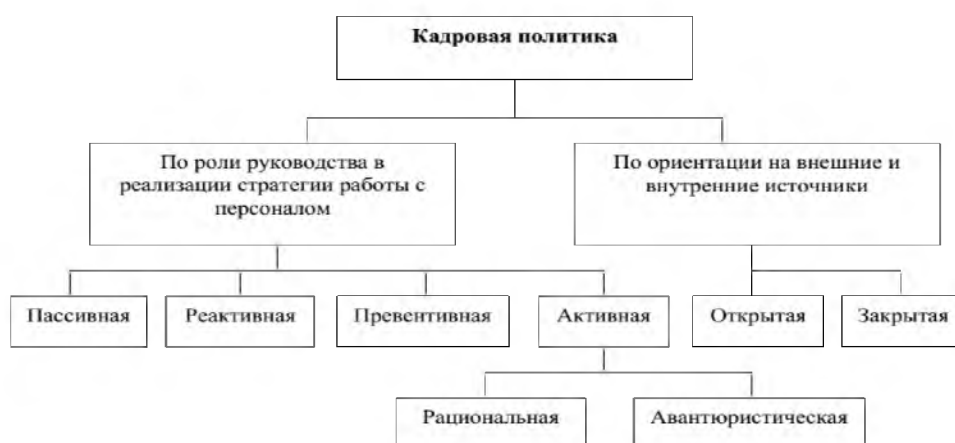 Кадровая политика
По роли руководства в
реализации стратегии работы с
персоналом
По ориентации на внешние и
внутренние источники
Пассивная
Реактивная
Превентивная
Активная
Открытая
Закрытая
Рациональная
Авантюристическая